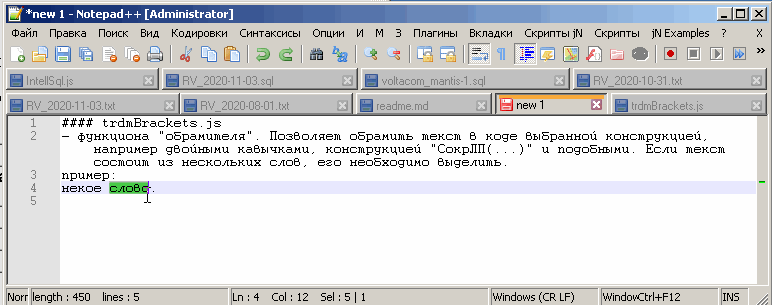 *new 1 - Notepad++ [Administrator]
Файл Правка Поиск Вид Кодировки Синтаксисы Опции И М З Плагины Вкладки Скрипты jN Скрипты jN Examples ? X
IntellSql.js RV_2020-11-03.sql voltacom_mantis-1.sql RV_2020-10-31.txt
RV_2020-11-03.txt RV_2020-08-01.txt readme.md new 1 trdmBrackets.js
1 #### trdmBrackets.js
2 - функциона "обрамителя". Позволяет обрамить текст в коде выбранной конструкцией,
например двойными кавычками, конструкцией "СокрЛП(...)" и подобными. Если текст
состоит из нескольких слов, его необходимо выделить.
3 пример:
4 некое слово.
5
Norr length : 450 lines : 5 Ln : 4 Col : 12 Sel : 5 | 1 Windows (CR LF) WindowCtrl+F12 INS